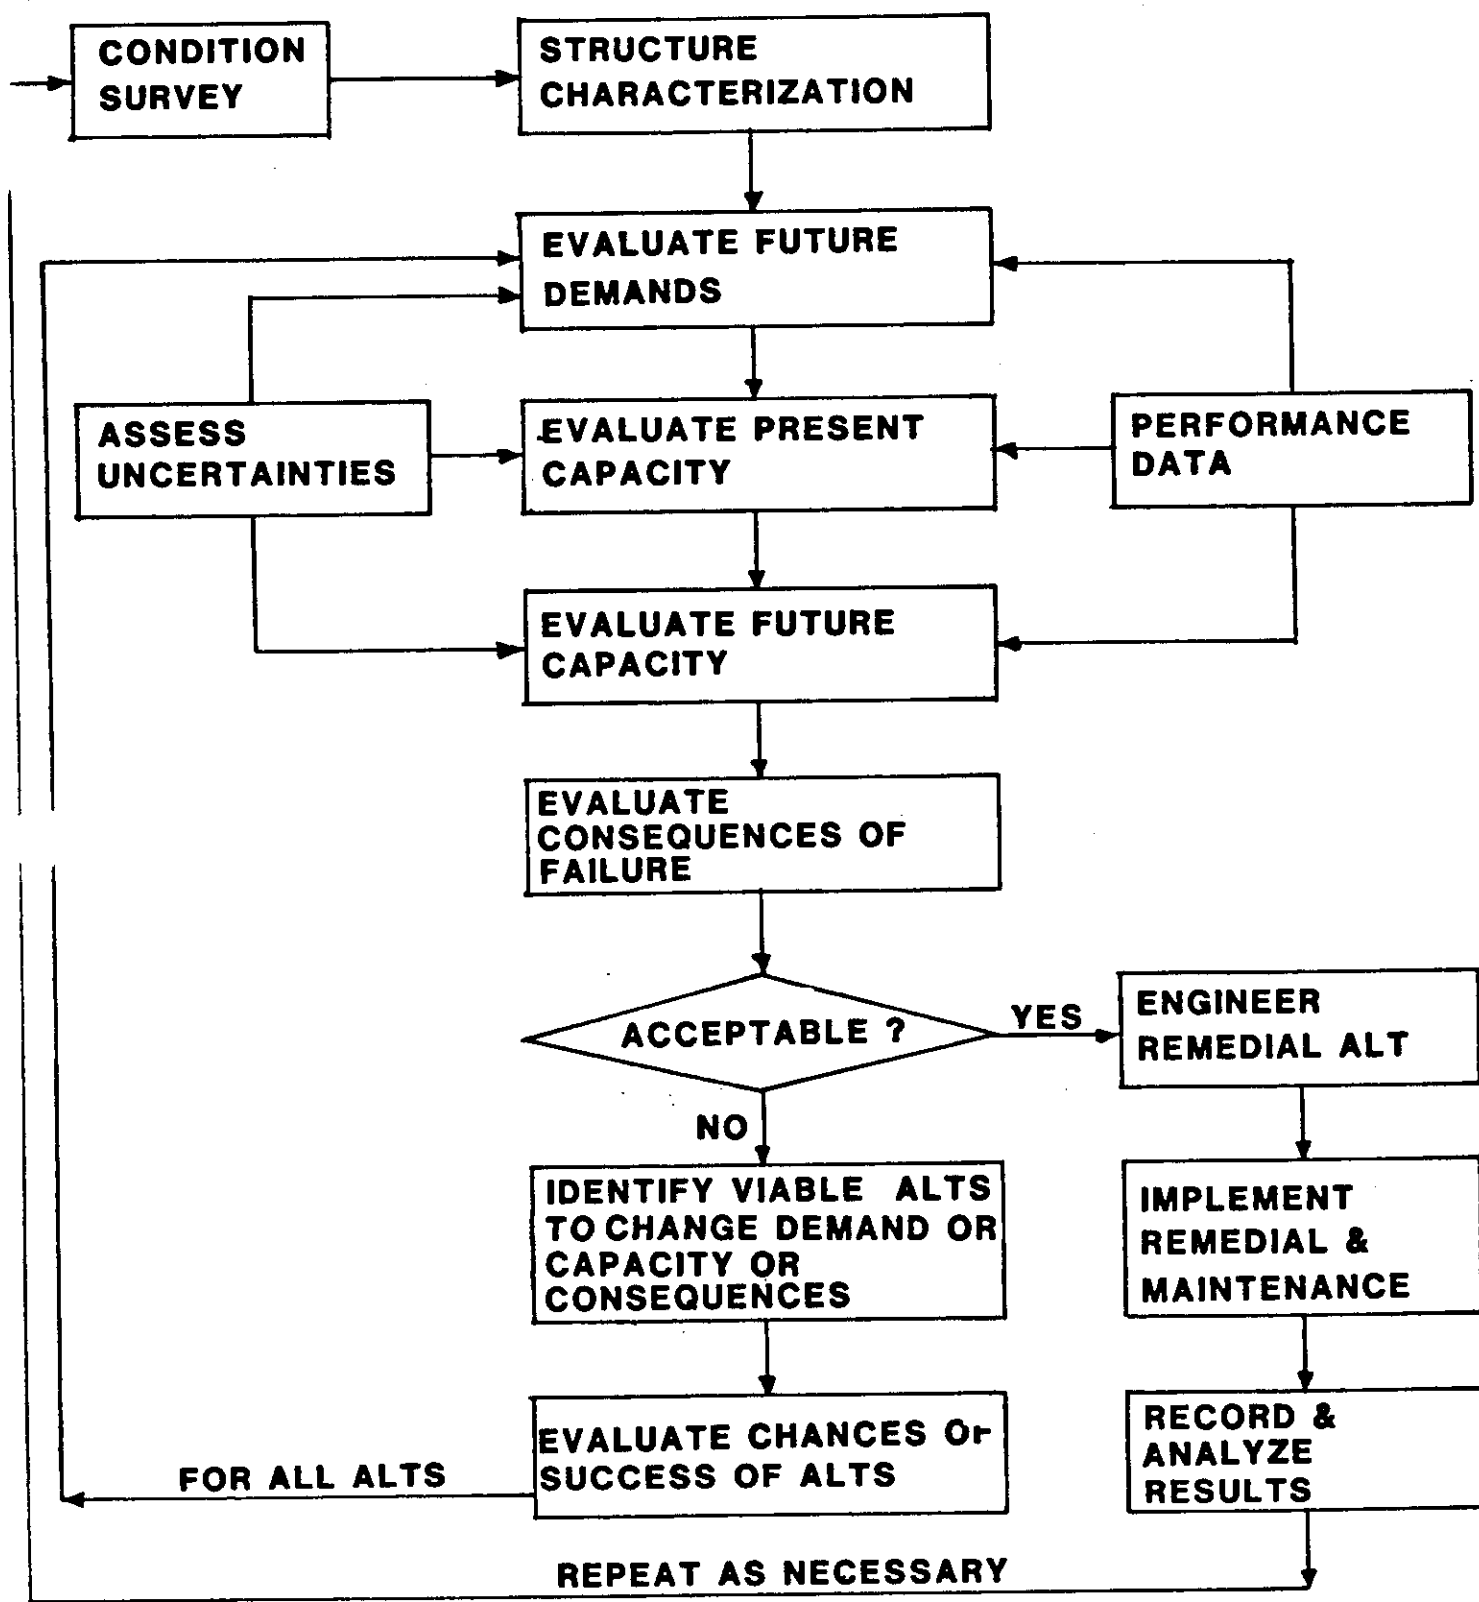 CONDITION
SURVEY
STRUCTURE
CHARACTERIZATION
EVALUATE FUTURE
DEMANDS
ASSESS
UNCERTAINTIES
EVALUATE PRESENT
CAPACITY
PERFORMANCE
DATA
EVALUATE FUTURE
CAPACITY
EVALUATE
CONSEQUENCES OF
FAILURE
ACCEPTABLE ?
YES
ENGINEER
REMEDIAL ALT
NO
IDENTIFY VIABLE ALTS
TO CHANGE DEMAND OR
CAPACITY OR
CONSEQUENCES
IMPLEMENT
REMEDIAL &
MAINTENANCE
EVALUATE CHANCES OF
SUCCESS OF ALTS
RECORD &
ANALYZE
RESULTS
FOR ALL ALTS
REPEAT AS NECESSARY